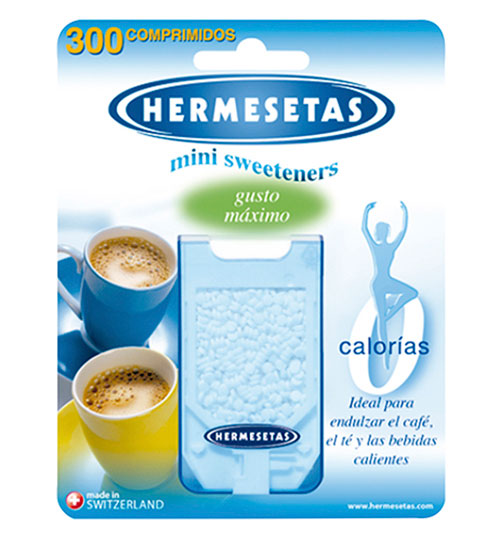 300 COMPRIMIDOS
HERMESETAS
mini sweeteners
gusto
máximo
0
calorías
Ideal para
endulzar el café,
el té y las bebidas
calientes
HERMESETAS
made in
SWITZERLAND
www.hermesetas.com